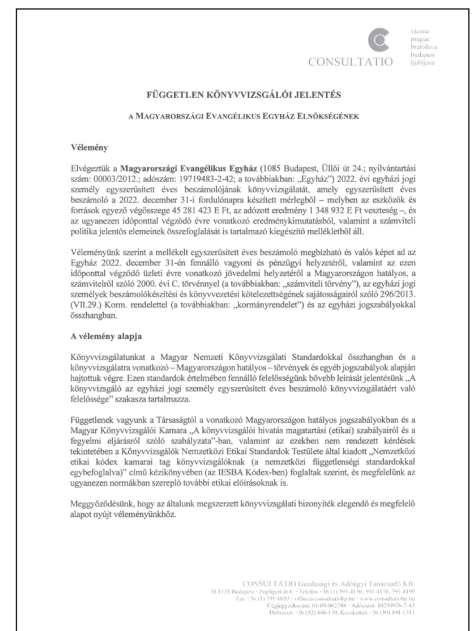 vienna
prague
bratislava
budapest
ljubljana
CONSULTATIO
FÜGGETLEN KÖNYVVIZSGÁLÓI JELENTÉS
A MAGYARORSZÁGI EVANGÉLIKUS EGYHÁZ ELNÖKSÉGÉNEK
Vélemény
Elvégeztük a Magyarországi Evangélikus Egyház (1085 Budapest, Üllői út 24.; nyilvántartási
szám: 00003/2012.; adószám: 19719483-2-42; a továbbiakban: „Egyház”) 2022. évi egyházi jogi
személy egyszerűsített éves beszámolójának könyvvizsgálatát, amely egyszerűsített éves
beszámoló a 2022. december 31-i fordulónapra készített mérlegből – melyben az eszközök és
források egyező végösszege 45 281 423 E Ft, az adózott eredmény 1 348 932 E Ft veszteség –, és
az ugyanezen időponttal végződő évre vonatkozó eredménykimutatásból, valamint a számviteli
politika jelentős elemeinek összefoglalását is tartalmazó kiegészítő mellékletből áll.
Véleményünk szerint a mellékelt egyszerűsített éves beszámoló megbízható és valós képet ad az
Egyház 2022. december 31-én fennálló vagyoni és pénzügyi helyzetéről, valamint az ezen
időponttal végződő üzleti évre vonatkozó jövedelmi helyzetéről a Magyarországon hatályos, a
számvitelről szóló 2000. évi C. törvénnyel (a továbbiakban: „számviteli törvény”), az egyházi jogi
személyek beszámolókészítési és könyvvezetési kötelezettségének sajátosságairól szóló 296/2013.
(VII.29.) Korm. rendelettel (a továbbiakban: „kormányrendelet”) és az egyházi jogszabályokkal
összhangban.
A vélemény alapja
Könyvvizsgálatunkat a Magyar Nemzeti Könyvvizsgálati Standardokkal összhangban és a
könyvvizsgálatra vonatkozó – Magyarországon hatályos – törvények és egyéb jogszabályok alapján
hajtottuk végre. Ezen standardok értelmében fennálló felelősségünk bővebb leírását jelentésünk „A
könyvvizsgáló az egyházi jogi személy egyszerűsített éves beszámoló könyvvizsgálatáért való
felelőssége” szakasza tartalmazza.
Függetlenek vagyunk a Társaságtól a vonatkozó Magyarországon hatályos jogszabályokban és a
Magyar Könyvvizsgálói Kamara „A könyvvizsgálói hivatás magatartási (etikai) szabályairól és a
fegyelmi eljárásról szóló szabályzata”-ban, valamint az ezekben nem rendezett kérdések
tekintetében a Könyvvizsgálók Nemzetközi Etikai Standardok Testülete által kiadott „Nemzetközi
etikai kódex kamarai tag könyvvizsgálóknak (a nemzetközi függetlenségi standardokkal
egybefoglalva)” című kézikönyvében (az IESBA Kódex-ben) foglaltak szerint, és megfelelünk az
ugyanezen normákban szereplő további etikai előírásoknak is.
Meggyőződésünk, hogy az általunk megszerzett könyvvizsgálati bizonyíték elegendő és megfelelő
alapot nyújt véleményünkhöz.
CONSULTATIO Gazdasági és Adóügyi Tanácsadó Kft.